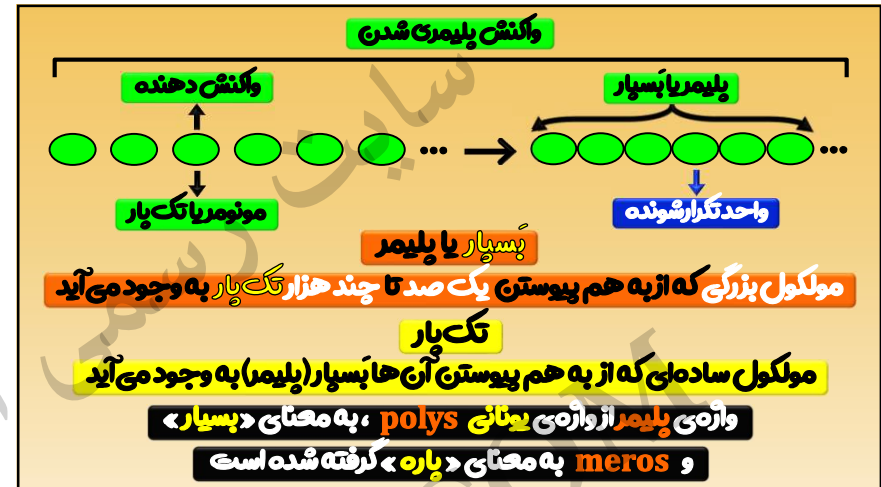 واکنش پلیمری شدن
پلیمر یا بَسپار
واکنش دهنده
... → ...
مونومر یا تک‌پار
واحد تکرارشونده
بَسپار یا پلیمر
مولکول بزرگی که از به هم پیوستن یک صد تا چند هزار تک‌پار به وجود می‌آید
تک‌پار
مولکول ساده‌ای که از به هم پیوستن آن‌ها بَسپار (پلیمر) به وجود می‌آید
واژه‌ی پلیمر از واژه‌ی یونانی polys ، به معنای «بسیار»
و meros به معنای «پاره» گرفته شده است
سایت رسمی
OM